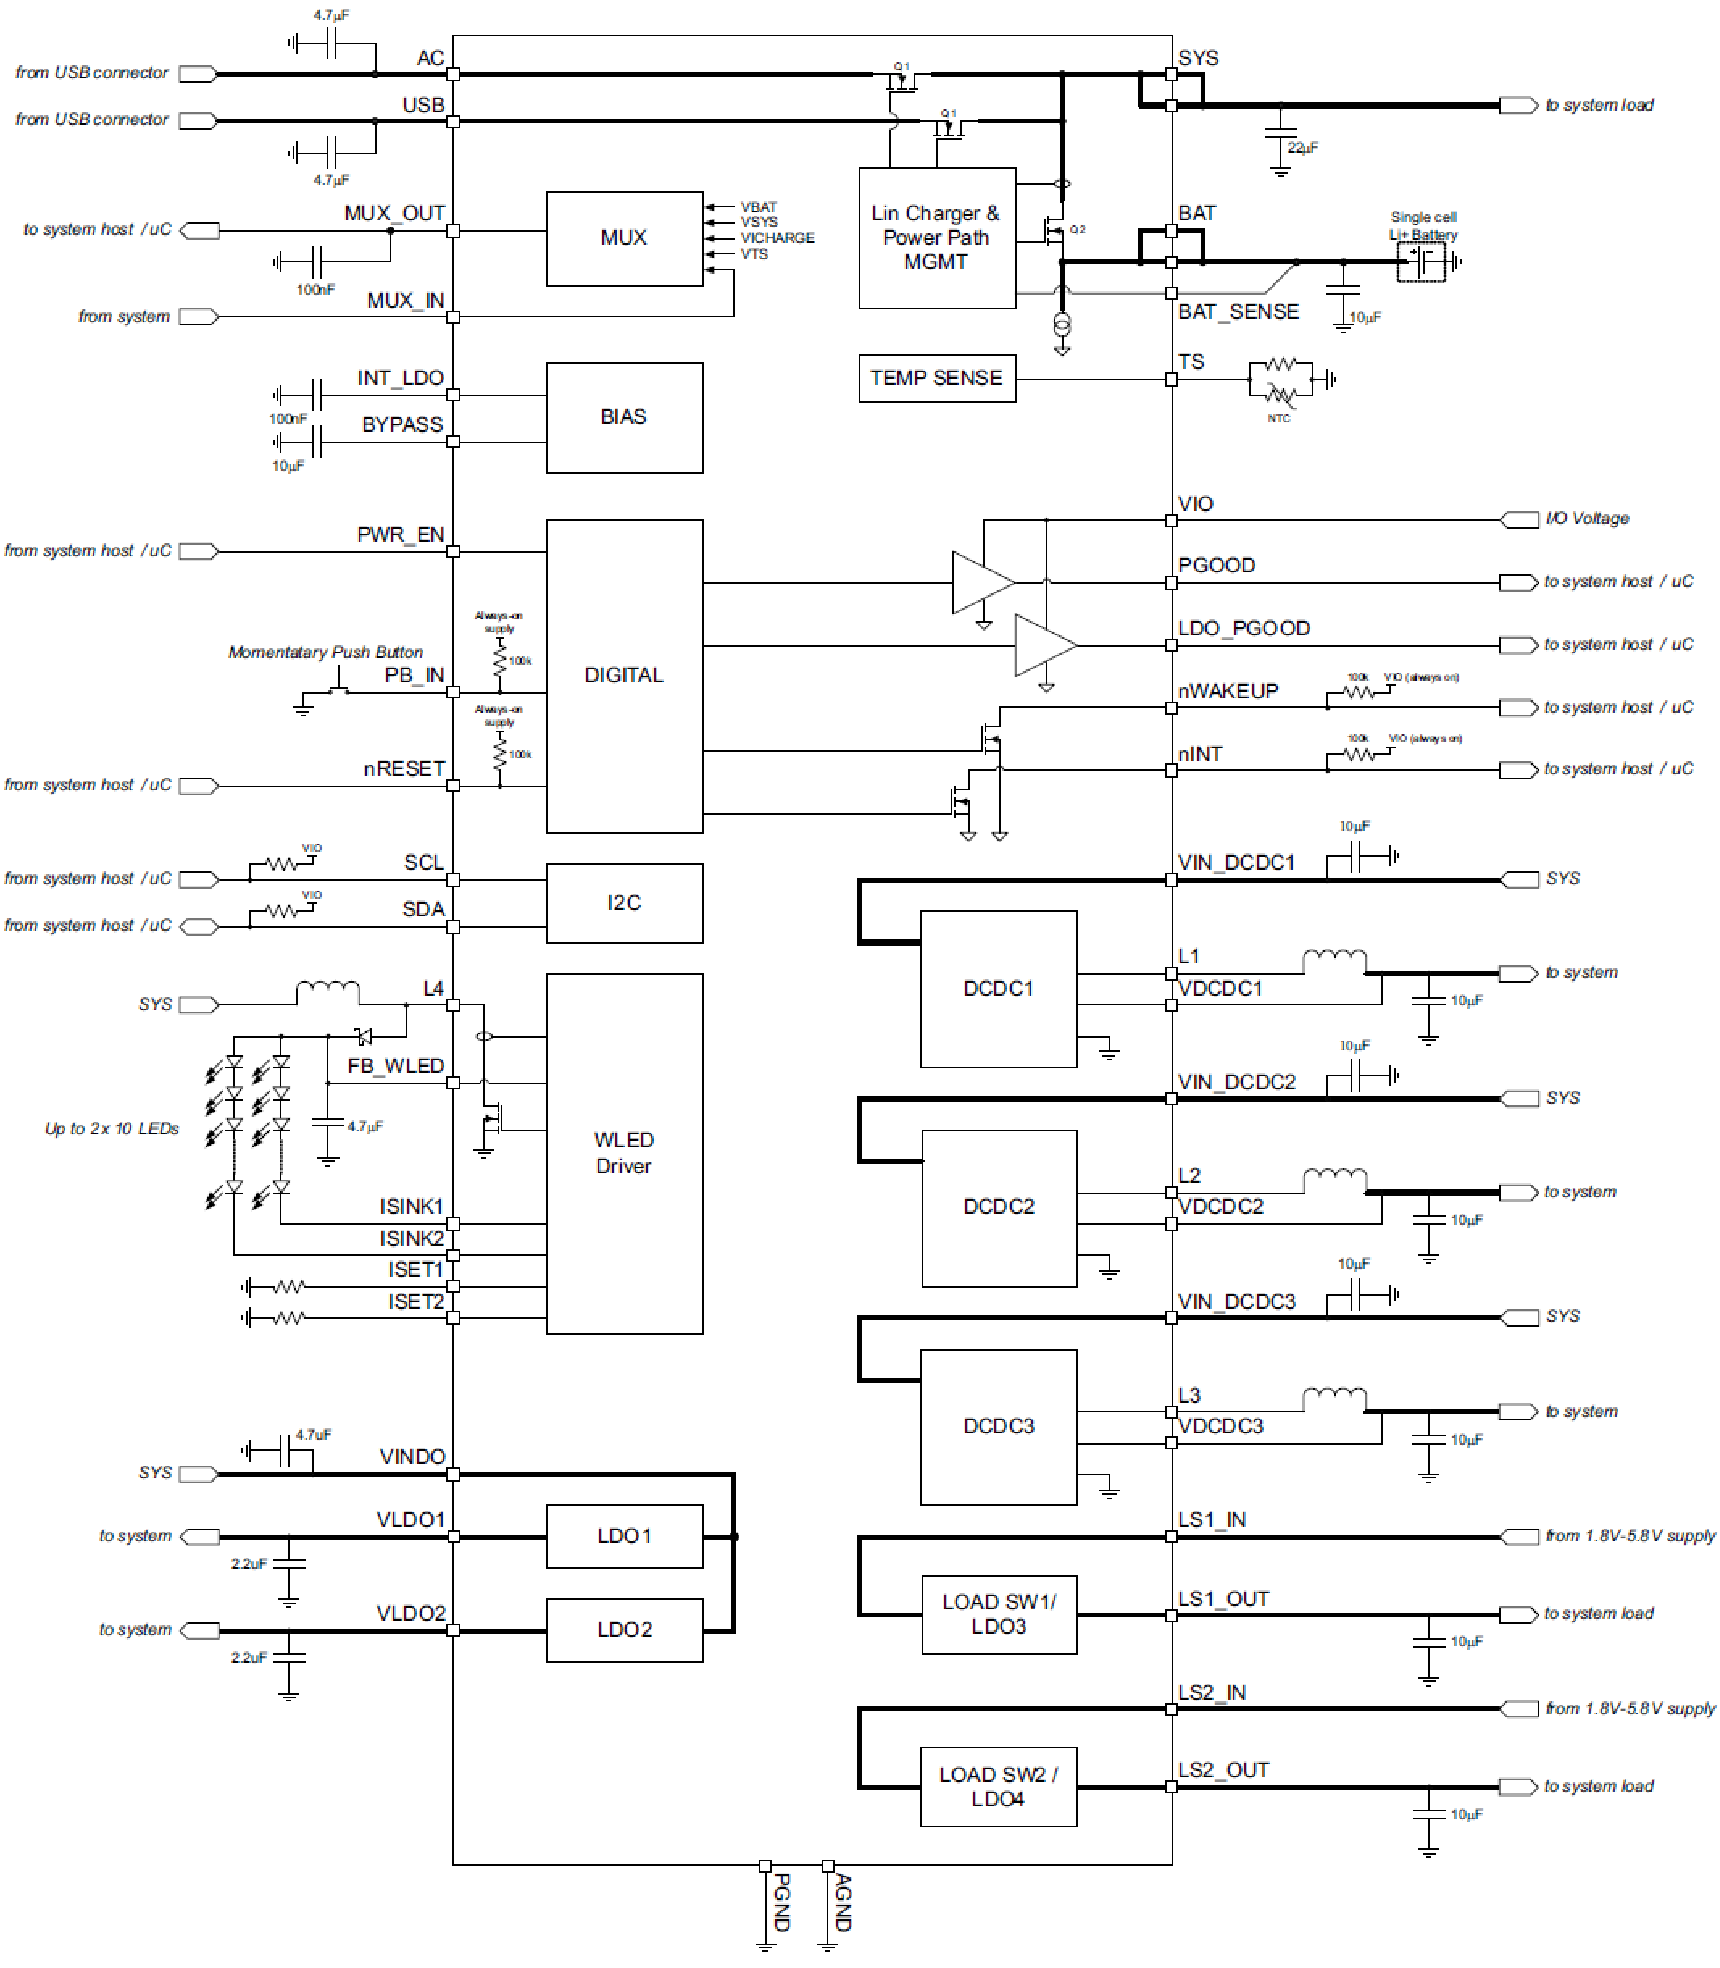 4.7μF
AC
from USB connector
USB
from USB connector
4.7μF
MUX_OUT
to system host / uC
100nF
MUX_IN
from system
MUX
VBAT
VSYS
VICHARGE
VTS
Q1
Q1
Lin Charger &
Power Path
MGMT
Q2
SYS
to system load
22μF
BAT
Single cell
Li+ Battery
BAT_SENSE
10μF
INT_LDO
100nF
BYPASS
10μF
BIAS
TEMP SENSE
TS
NTC
PWR_EN
from system host / uC
Always-on
supply
100k
Momentatary Push Button
PB_IN
Always-on
supply
100k
nRESET
from system host / uC
DIGITAL
VIO
I/O Voltage
PGOOD
to system host / uC
LDO_PGOOD
to system host / uC
nWAKEUP
100k
VIO (always on)
to system host / uC
nINT
100k
VIO (always on)
to system host / uC
VIO
SCL
from system host / uC
VIO
SDA
from system host / uC
I2C
10μF
VIN_DCDC1
SYS
DCDC1
L1
to system
VDCDC1
10μF
L4
SYS
FB_WLED
4.7μF
Up to 2x 10 LEDs
WLED
Driver
ISINK1
ISINK2
ISET1
ISET2
10μF
VIN_DCDC2
SYS
DCDC2
L2
to system
VDCDC2
10μF
10μF
VIN_DCDC3
SYS
DCDC3
L3
to system
VDCDC3
10μF
4.7uF
VINDO
SYS
VLDO1
to system
2.2uF
LDO1
VLDO2
to system
2.2uF
LDO2
LS1_IN
from 1.8V-5.8V supply
LOAD SW1/
LDO3
LS1_OUT
to system load
10μF
LS2_IN
from 1.8V-5.8V supply
LOAD SW2 /
LDO4
LS2_OUT
to system load
10μF
PGND
AGND